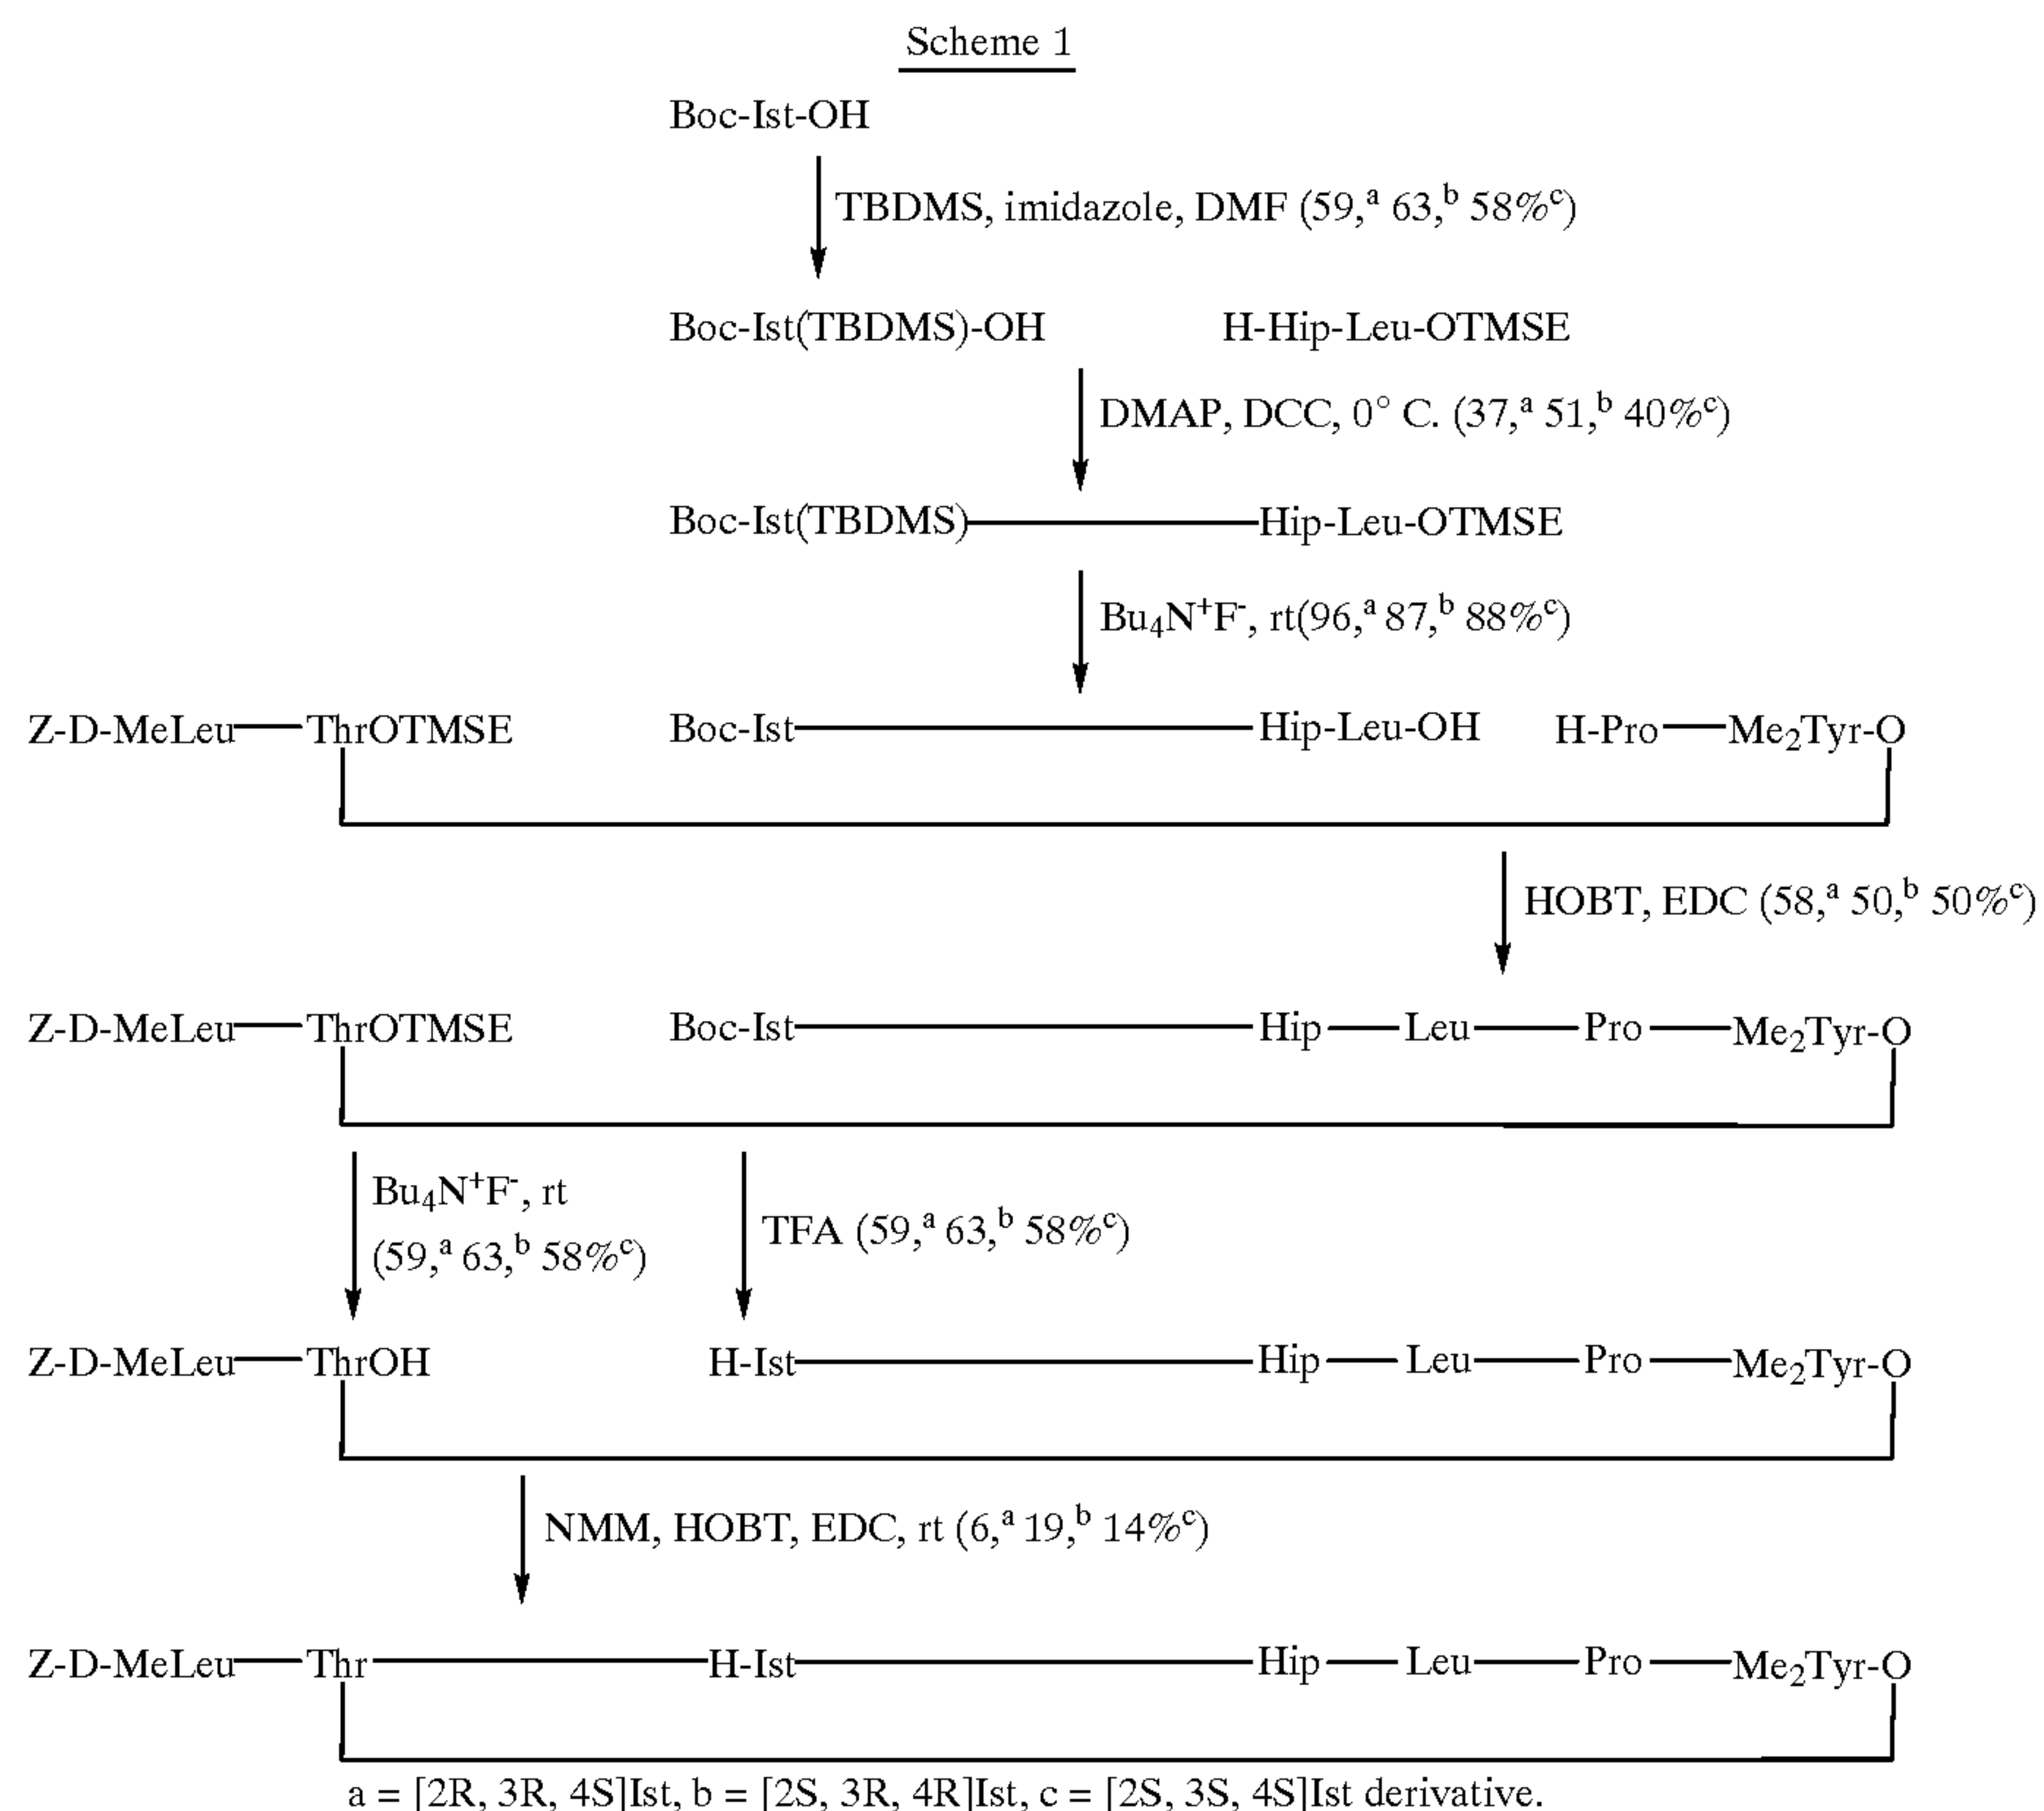 Scheme 1
Boc-Ist-OH
TBDMS, imidazole, DMF (59,ᵃ 63,ᵇ 58%ᶜ)
Boc-Ist(TBDMS)-OH H-Hip-Leu-OTMSE
DMAP, DCC, 0° C. (37,ᵃ 51,ᵇ 40%ᶜ)
Boc-Ist(TBDMS) Hip-Leu-OTMSE
Bu₄N⁺F⁻, rt(96,ᵃ 87,ᵇ 88%ᶜ)
Z-D-MeLeu ThrOTMSE Boc-Ist Hip-Leu-OH H-Pro Me₂Tyr-O
HOBT, EDC (58,ᵃ 50,ᵇ 50%ᶜ)
Z-D-MeLeu ThrOTMSE Boc-Ist Hip Leu Pro Me₂Tyr-O
Bu₄N⁺F⁻, rt
(59,ᵃ 63,ᵇ 58%ᶜ)
TFA (59,ᵃ 63,ᵇ 58%ᶜ)
Z-D-MeLeu ThrOH H-Ist Hip Leu Pro Me₂Tyr-O
NMM, HOBT, EDC, rt (6,ᵃ 19,ᵇ 14%ᶜ)
Z-D-MeLeu Thr H-Ist Hip Leu Pro Me₂Tyr-O
a = [2R, 3R, 4S]Ist, b = [2S, 3R, 4R]Ist, c = [2S, 3S, 4S]Ist derivative.